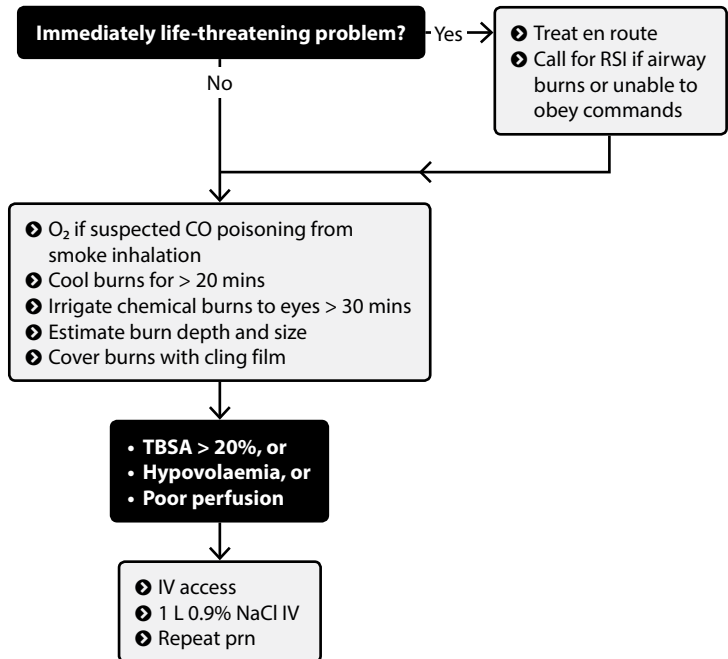 Immediately life-threatening problem?
Yes
Treat en route
Call for RSI if airway
burns or unable to
obey commands
No
O₂ if suspected CO poisoning from
smoke inhalation
Cool burns for > 20 mins
Irrigate chemical burns to eyes > 30 mins
Estimate burn depth and size
Cover burns with cling film
• TBSA > 20%, or
• Hypovolaemia, or
• Poor perfusion
IV access
1 L 0.9% NaCl IV
Repeat prn